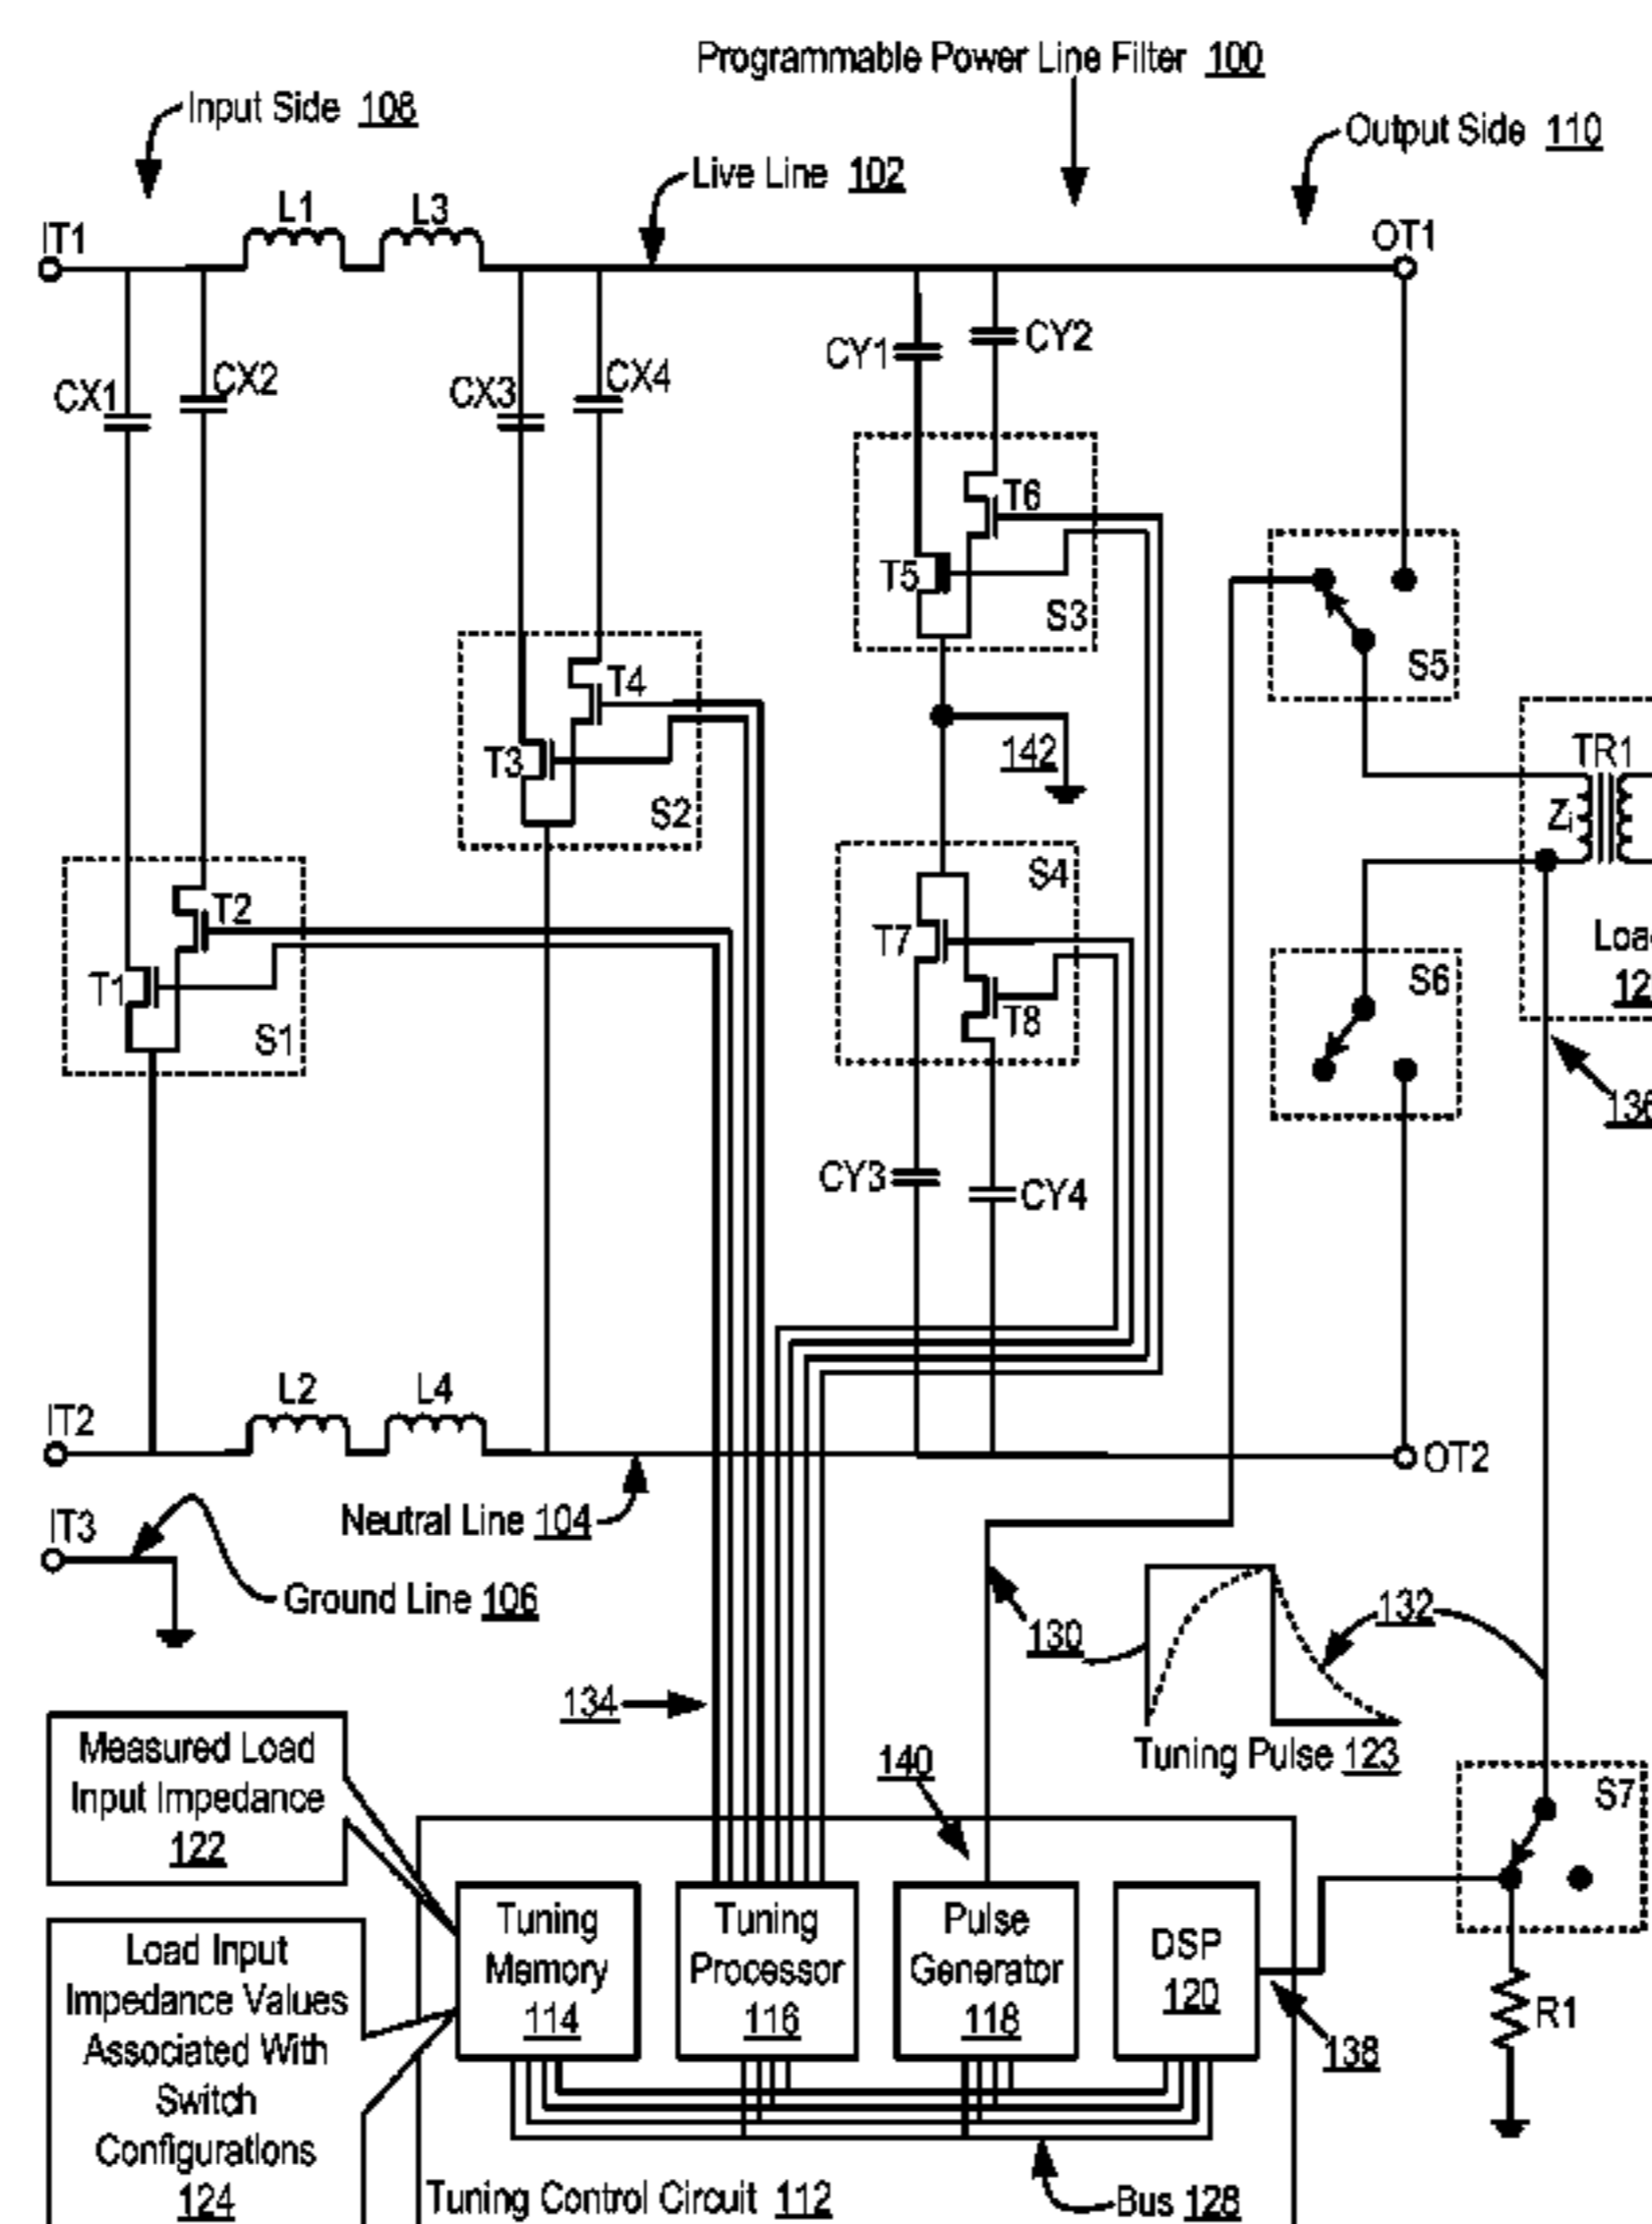 Programmable Power Line Filter 100
Input Side 108
Output Side 110
Live Line 102
L1
L3
IT1
OT1
CX1
CX2
CX3
CX4
CY1
CY2
T6
T5
S3
S5
T4
T3
S2
142
TR1
Zi
S4
T2
T1
S1
T7
T8
S6
CY3
CY4
L2
L4
IT2
OT2
IT3
Neutral Line 104
Ground Line 106
130
132
134
Tuning Pulse 123
140
S7
Measured Load
Input Impedance
122
Load Input
Impedance Values
Associated With
Switch
Configurations
124
Tuning
Memory
114
Tuning
Processor
116
Pulse
Generator
118
DSP
120
138
R1
Tuning Control Circuit 112
Bus 128